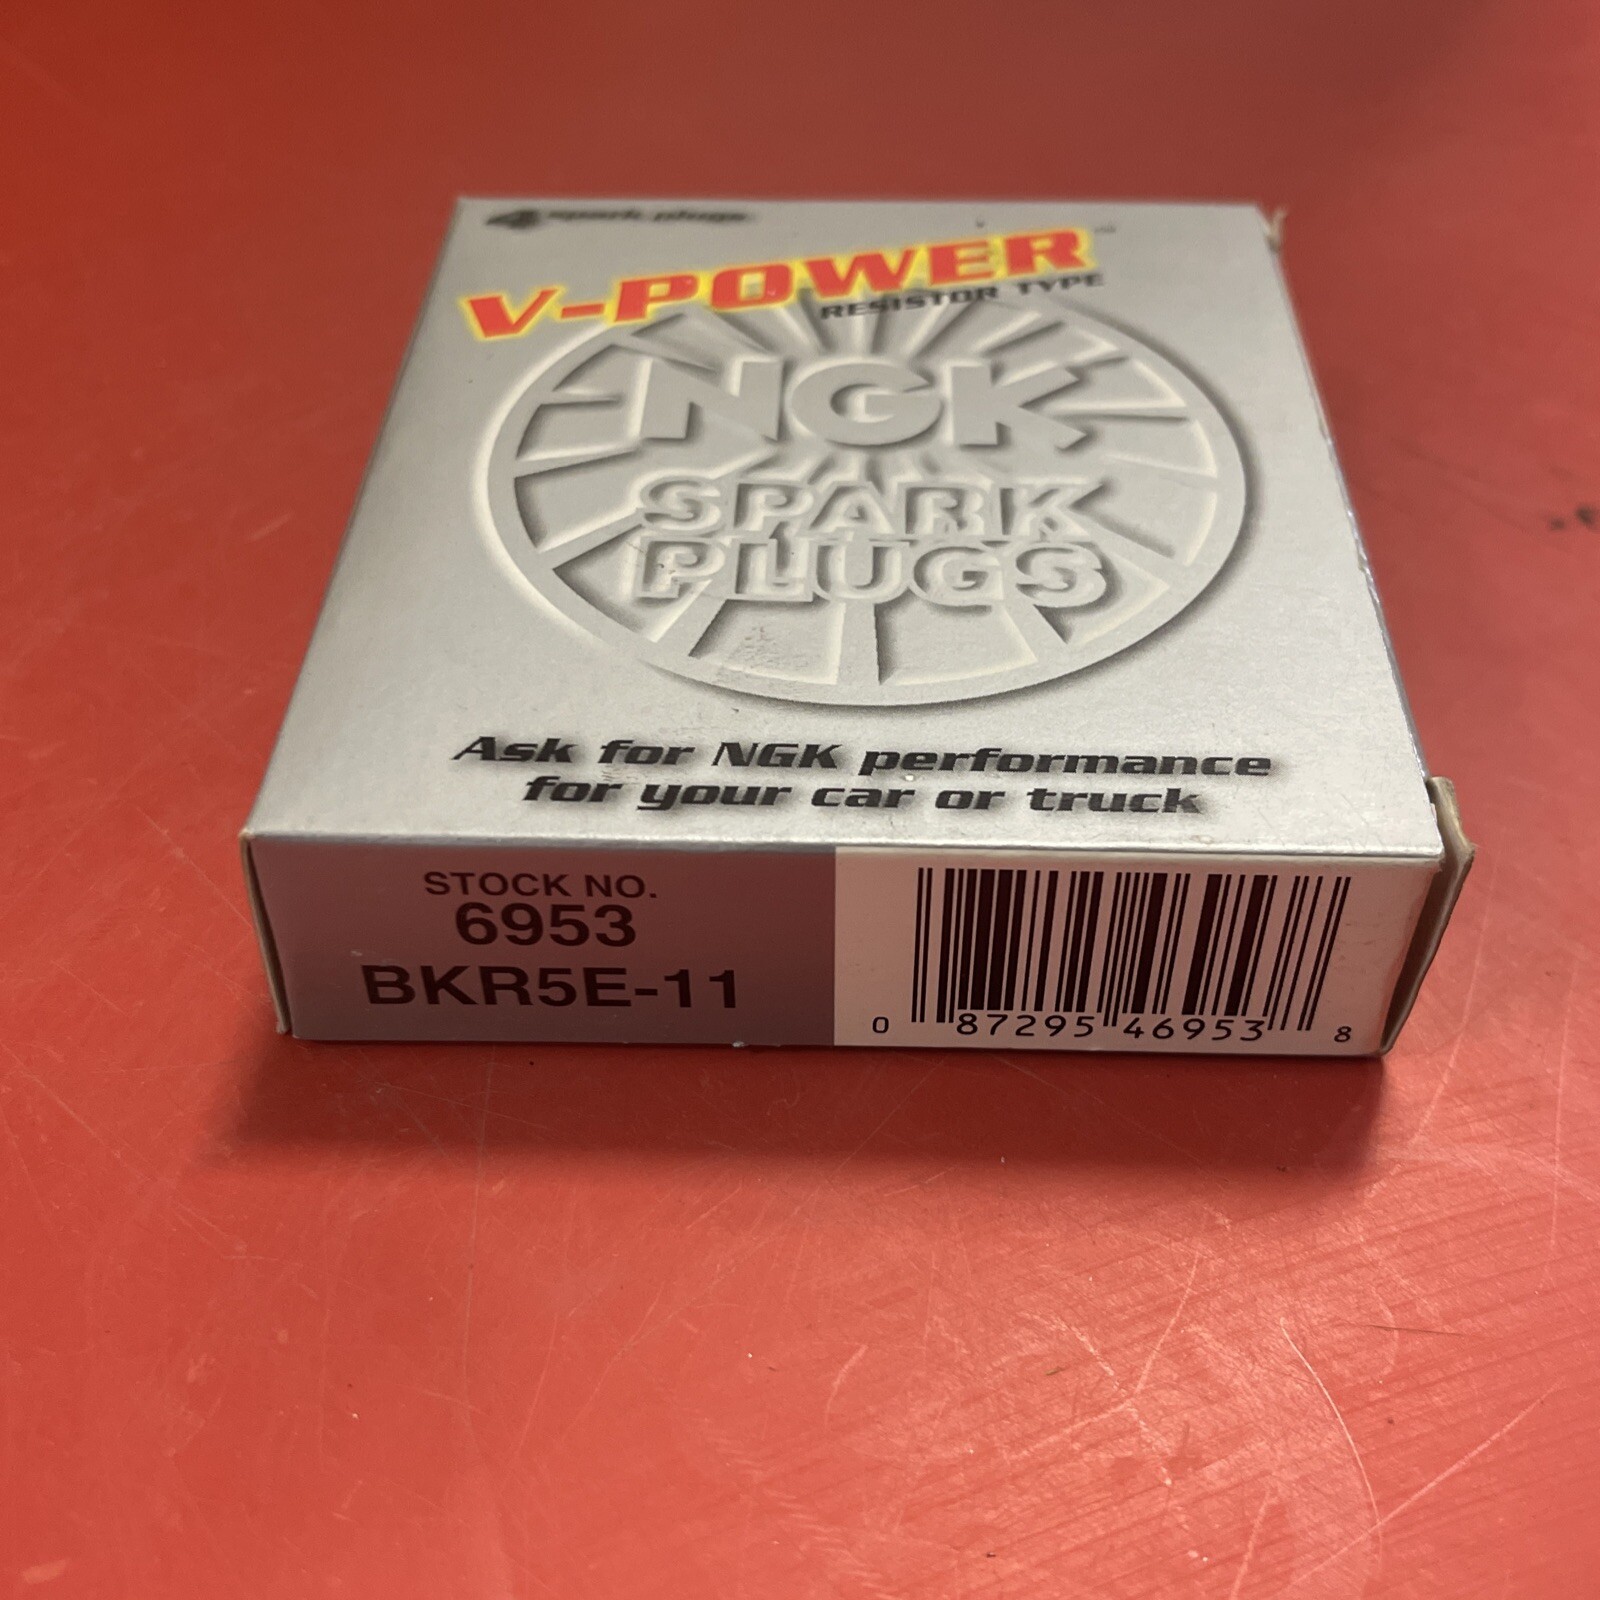 4 spark plugs
V-POWER™
RESISTOR TYPE
NGK
SPARK
PLUGS
Ask for NGK performance
for your car or truck
STOCK NO.
6953
BKR5E-11
0 87295 46953 8